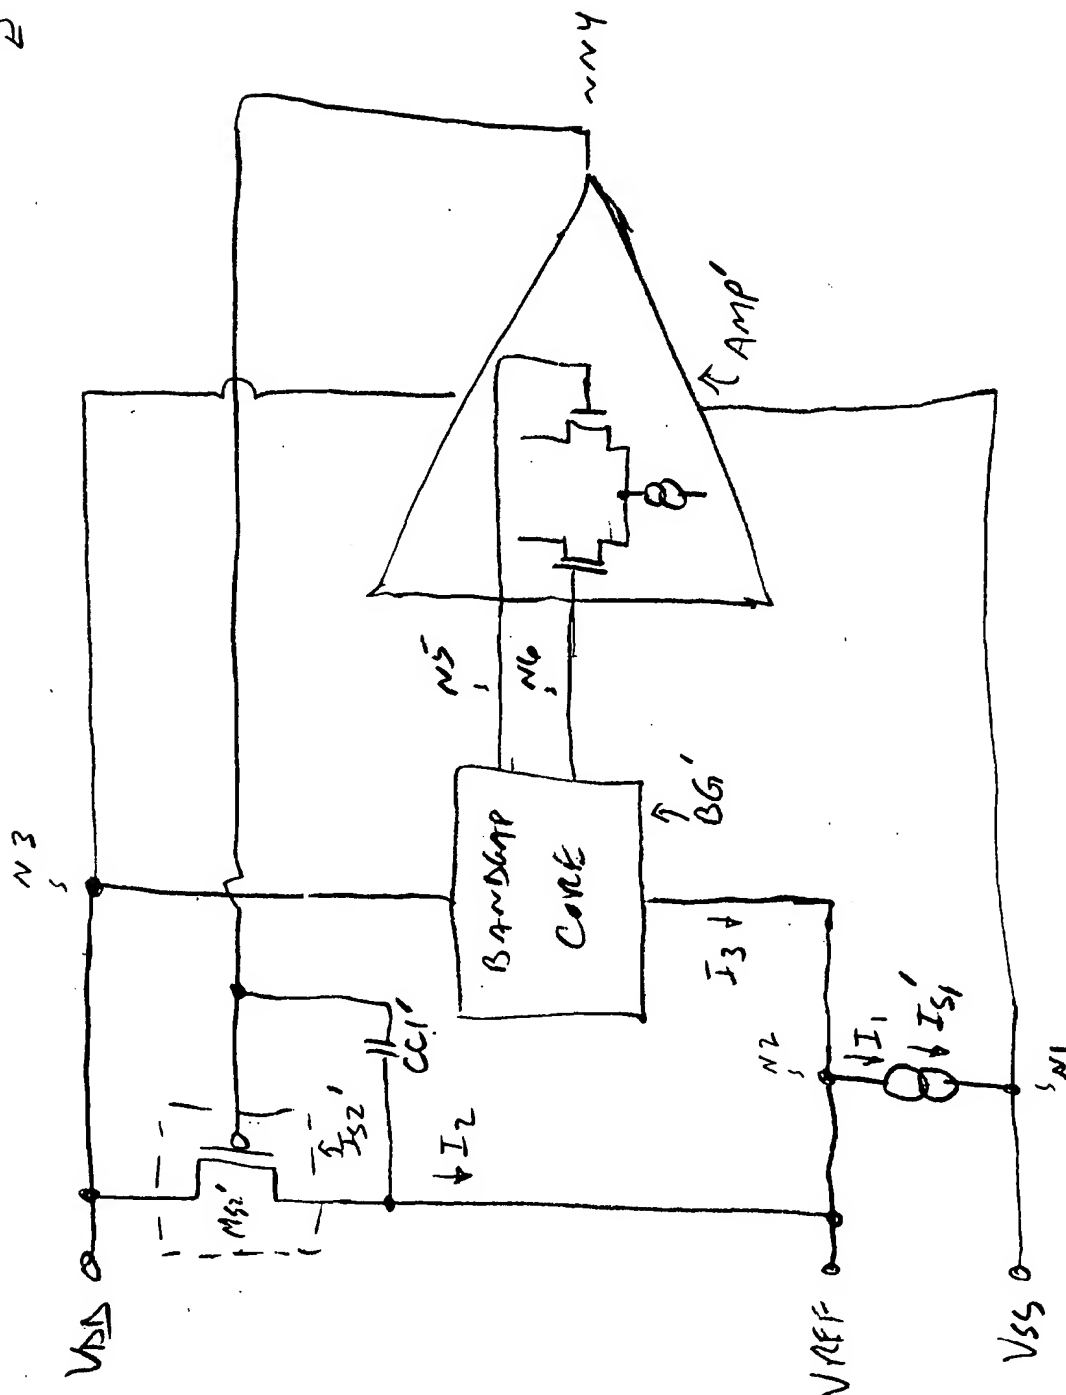 2
VDD
N3
MS2'
IS2'
CC1'
I2
BANDGAP
CORE
BG'
N5
N6
AMP'
N4
I3
N2
I1
IS1'
N1
VREF
VSS